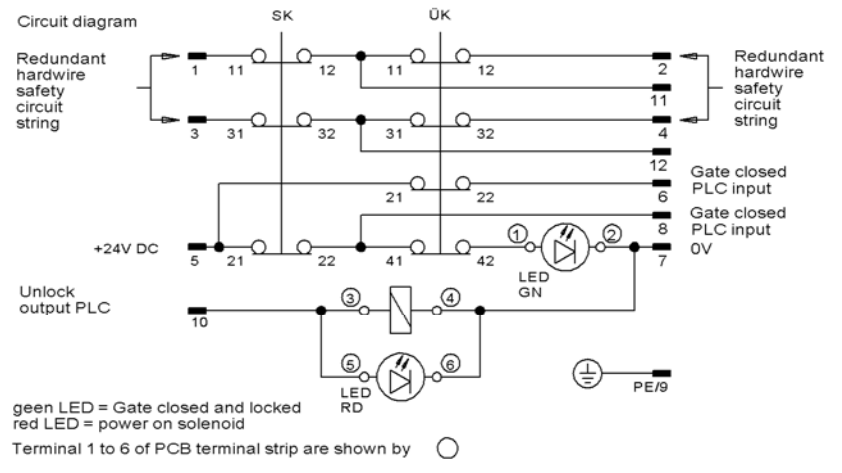 SK ÜK
Circuit diagram
Redundant
hardwire
safety
circuit
string
Redundant
hardwire
safety
circuit
string
1 11 12 11 12 2
11
3 31 32 31 32 4
12
21 22 6
Gate closed
PLC input
8
Gate closed
PLC input
+24V DC 5 21 22 41 42 1 2 7 0V
LED
GN
Unlock
output PLC
10 3 4
5 6
LED
RD
PE/9
geen LED = Gate closed and locked
red LED = power on solenoid
Terminal 1 to 6 of PCB terminal strip are shown by